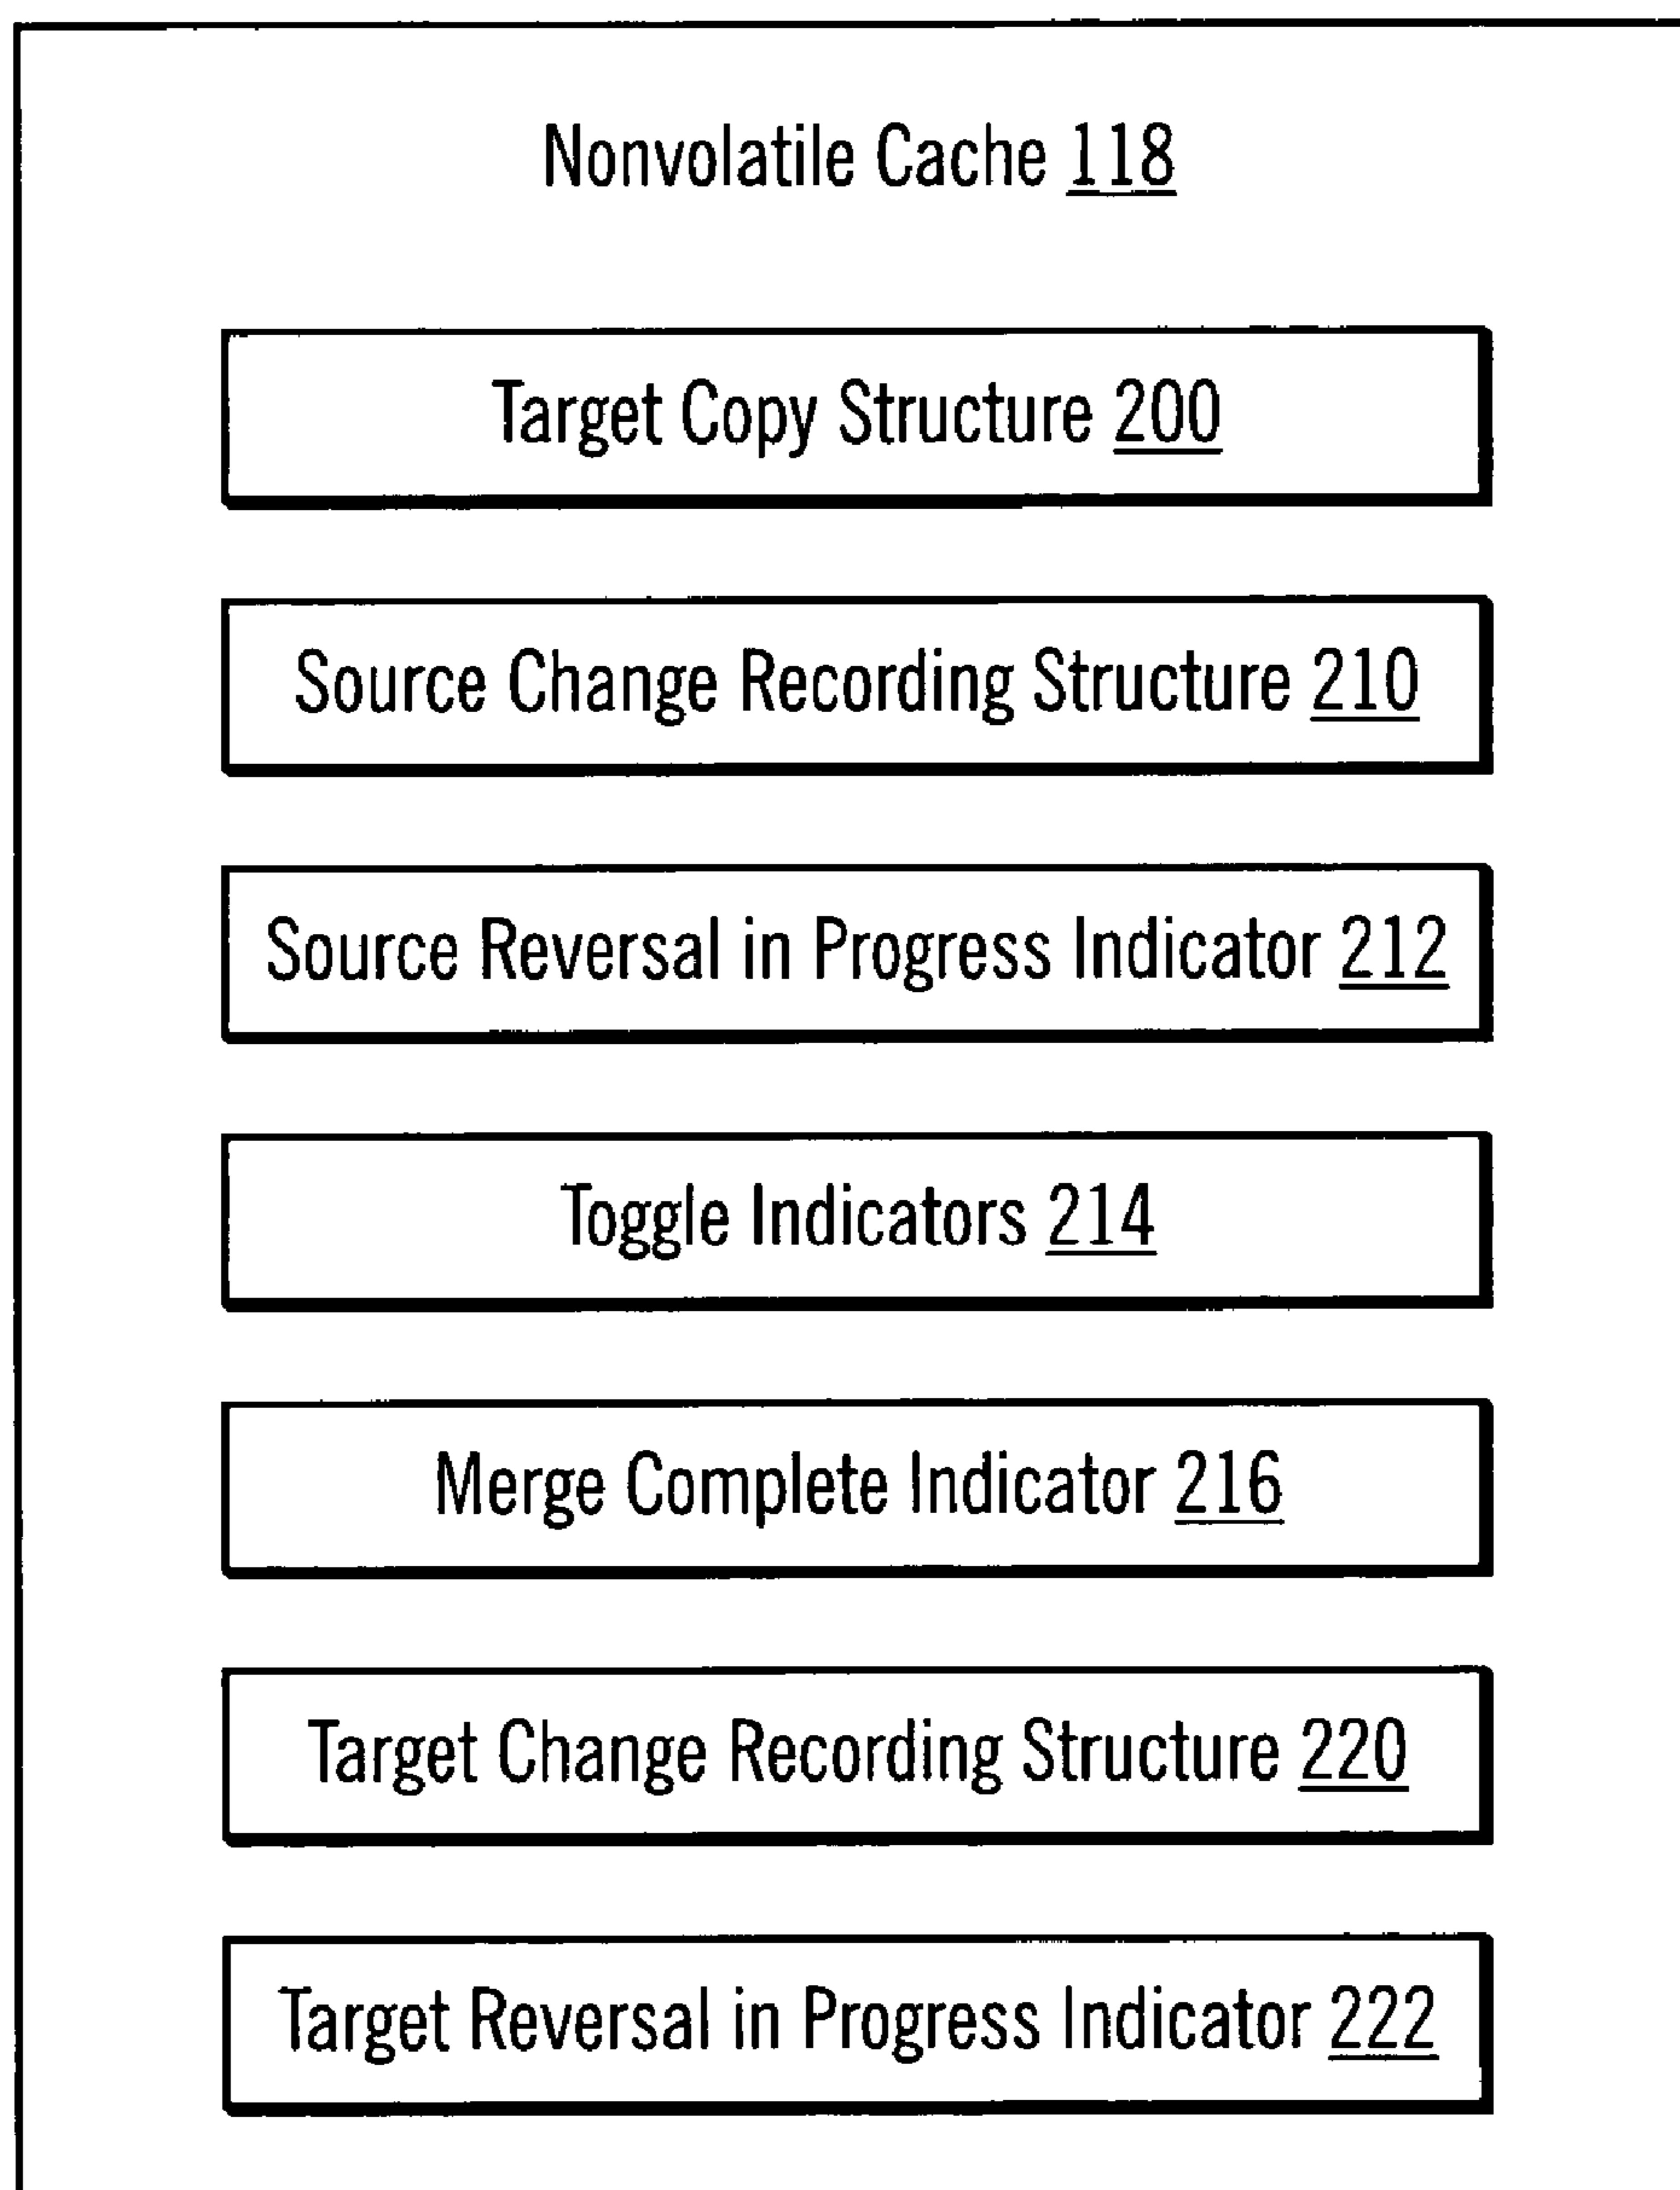 Nonvolatile Cache 118
Target Copy Structure 200
Source Change Recording Structure 210
Source Reversal in Progress Indicator 212
Toggle Indicators 214
Merge Complete Indicator 216
Target Change Recording Structure 220
Target Reversal in Progress Indicator 222